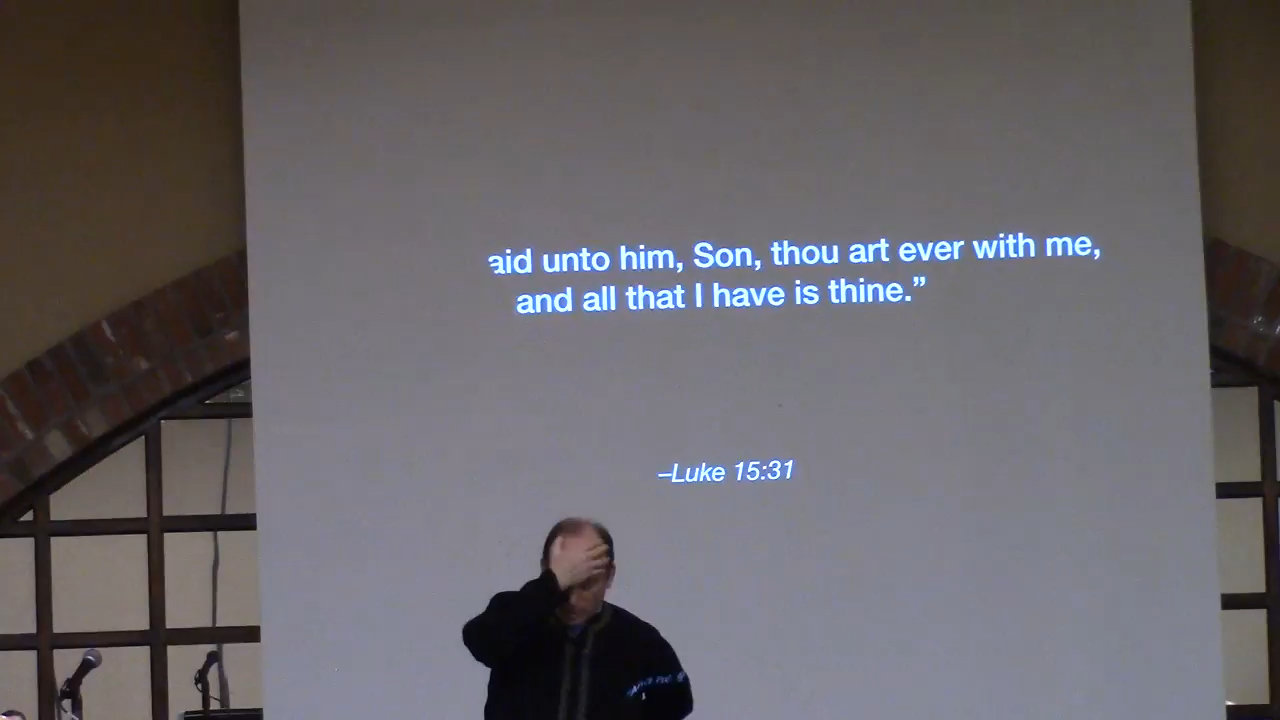 aid unto him, Son, thou art ever with me,
and all that I have is thine.”
–Luke 15:31